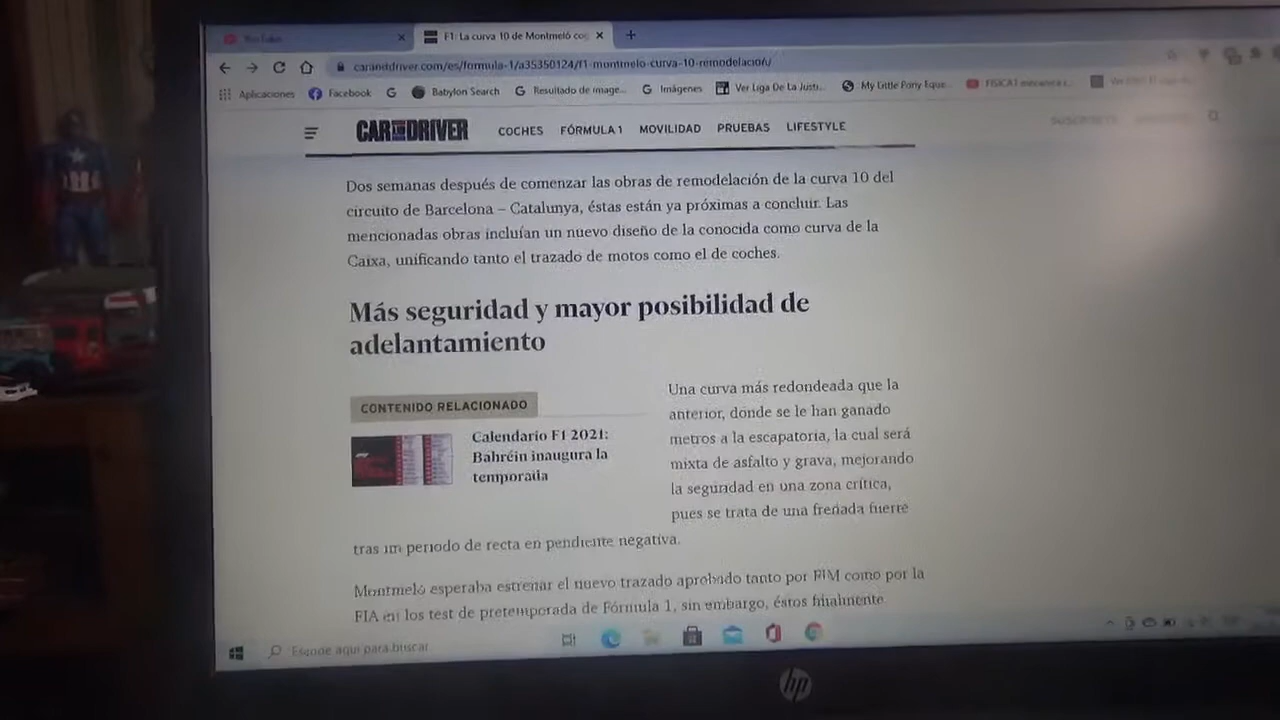 YouTube
F1: La curva 10 de Montmeló co
caranddriver.com/es/formula-1/a35350124/f1-montmelo-curva-10-remodelacion/
Aplicaciones Facebook Babylon Search Resultado de image... Imágenes Ver Liga De La Justi... My Little Pony Eque... FISICA I mecanica i...
CAR AND DRIVER COCHES FÓRMULA 1 MOVILIDAD PRUEBAS LIFESTYLE
Dos semanas después de comenzar las obras de remodelación de la curva 10 del
circuito de Barcelona – Catalunya, éstas están ya próximas a concluir. Las
mencionadas obras incluían un nuevo diseño de la conocida como curva de la
Caixa, unificando tanto el trazado de motos como el de coches.
Más seguridad y mayor posibilidad de
adelantamiento
CONTENIDO RELACIONADO
Calendario F1 2021:
Bahréin inaugura la
temporada
Una curva más redondeada que la
anterior, donde se le han ganado
metros a la escapatoria, la cual será
mixta de asfalto y grava, mejorando
la seguridad en una zona crítica,
pues se trata de una frenada fuerte
tras un periodo de recta en pendiente negativa.
Montmeló esperaba estrenar el nuevo trazado aprobado tanto por FIM como por la
FIA en los test de pretemporada de Fórmula 1, sin embargo, éstos finalmente
Escribe aquí para buscar
hp